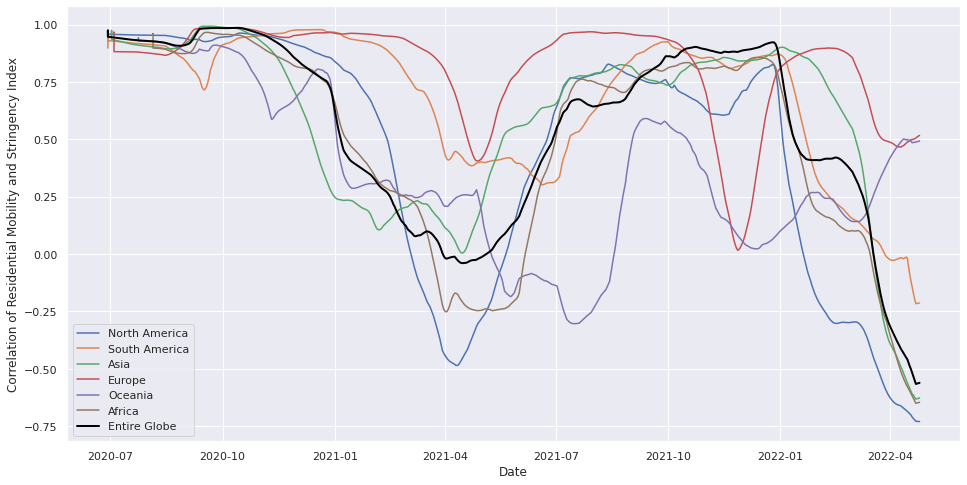 Correlation of Residential Mobility and Stringency Index
1.00
0.75
0.50
0.25
0.00
−0.25
−0.50
−0.75
North America
South America
Asia
Europe
Oceania
Africa
Entire Globe
2020-07
2020-10
2021-01
2021-04
2021-07
2021-10
2022-01
2022-04
Date